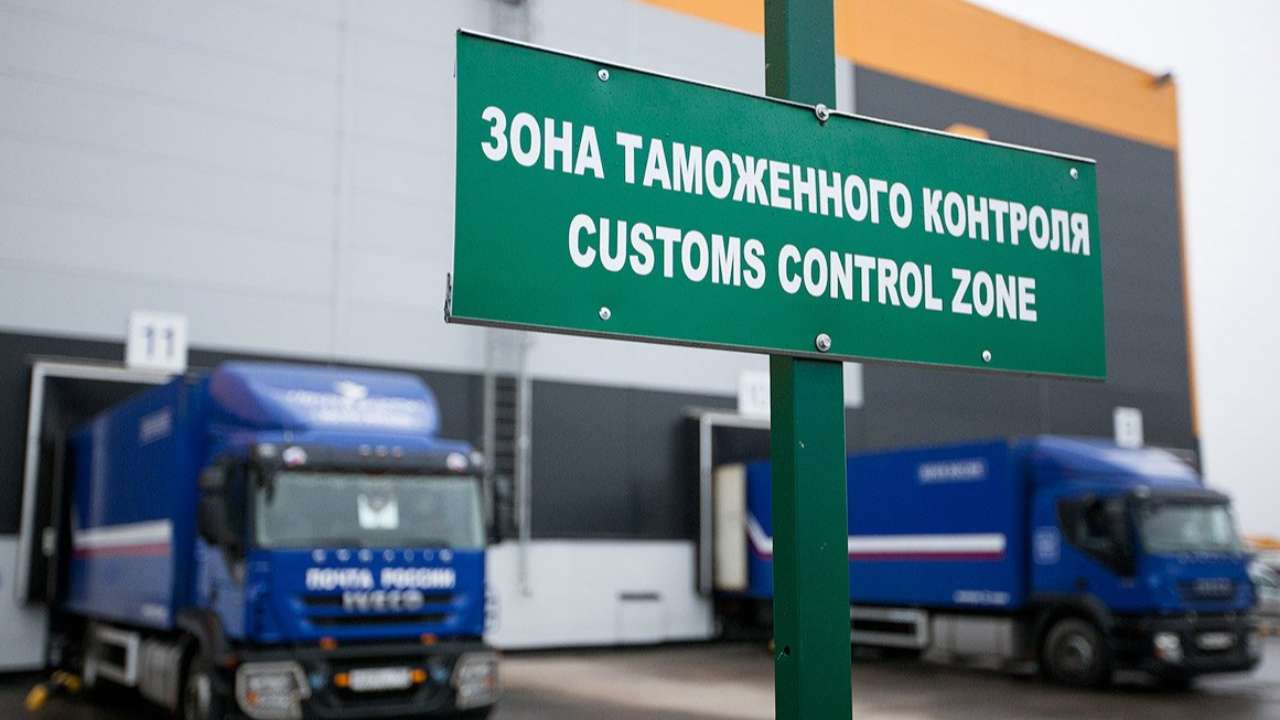 ЗОНА ТАМОЖЕННОГО КОНТРОЛЯ
CUSTOMS CONTROL ZONE
11
ПОЧТА РОССИИ
IVECO